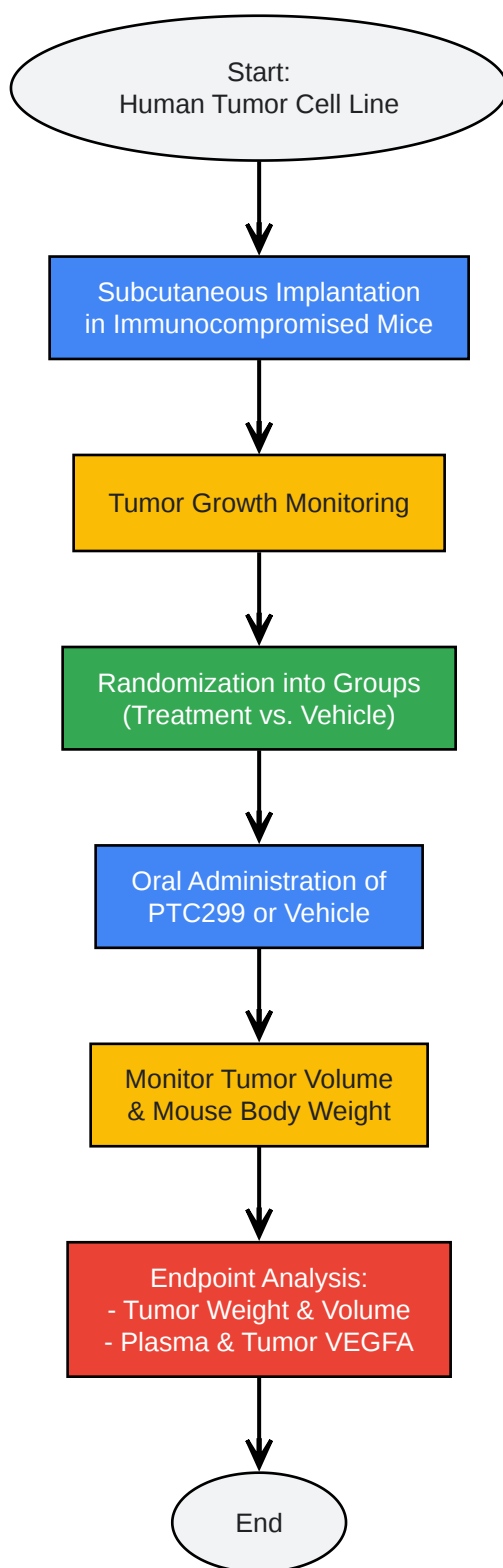 Start:
Human Tumor Cell Line
Subcutaneous Implantation
in Immunocompromised Mice
Tumor Growth Monitoring
Randomization into Groups
(Treatment vs. Vehicle)
Oral Administration of
PTC299 or Vehicle
Monitor Tumor Volume
& Mouse Body Weight
Endpoint Analysis:
- Tumor Weight & Volume
- Plasma & Tumor VEGFA
End